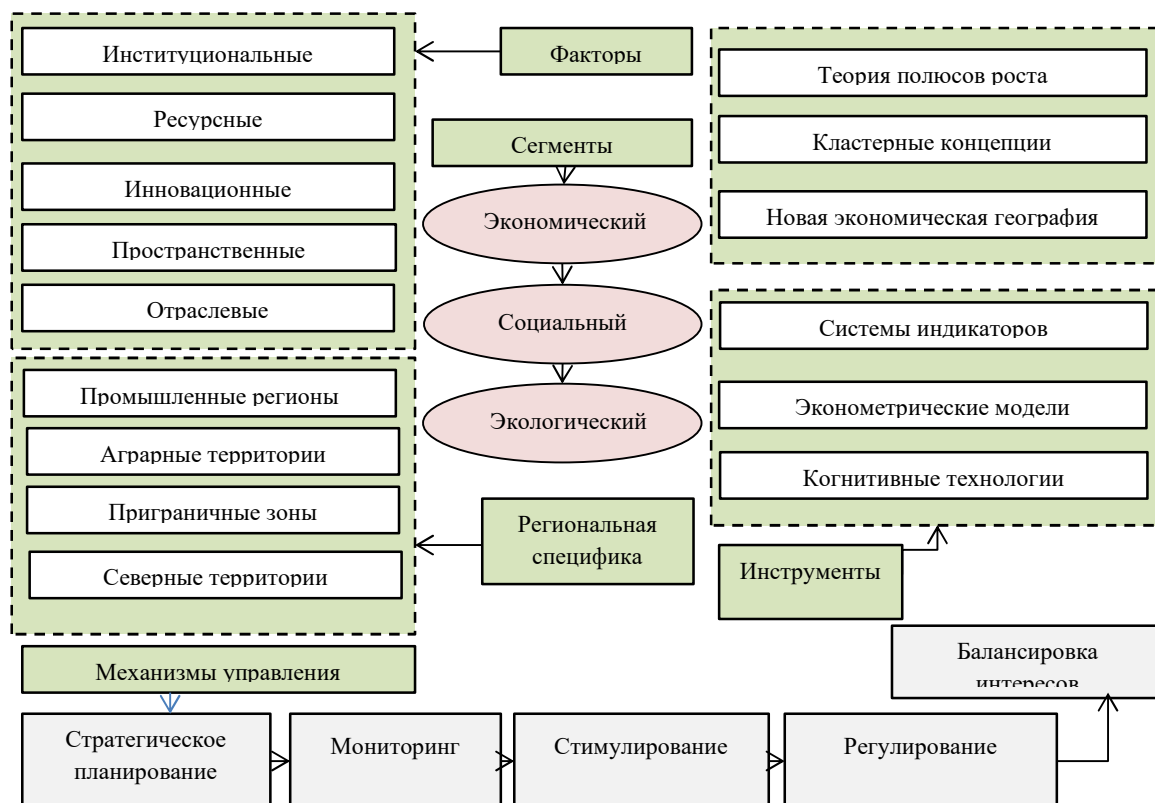 Институциональные
Ресурсные
Инновационные
Пространственные
Отраслевые
Факторы
Сегменты
Экономический
Социальный
Экологический
Теория полюсов роста
Кластерные концепции
Новая экономическая география
Системы индикаторов
Эконометрические модели
Когнитивные технологии
Инструменты
Промышленные регионы
Аграрные территории
Приграничные зоны
Северные территории
Региональная
специфика
Механизмы управления
Стратегическое
планирование
Мониторинг
Стимулирование
Регулирование
Балансировка
интересов